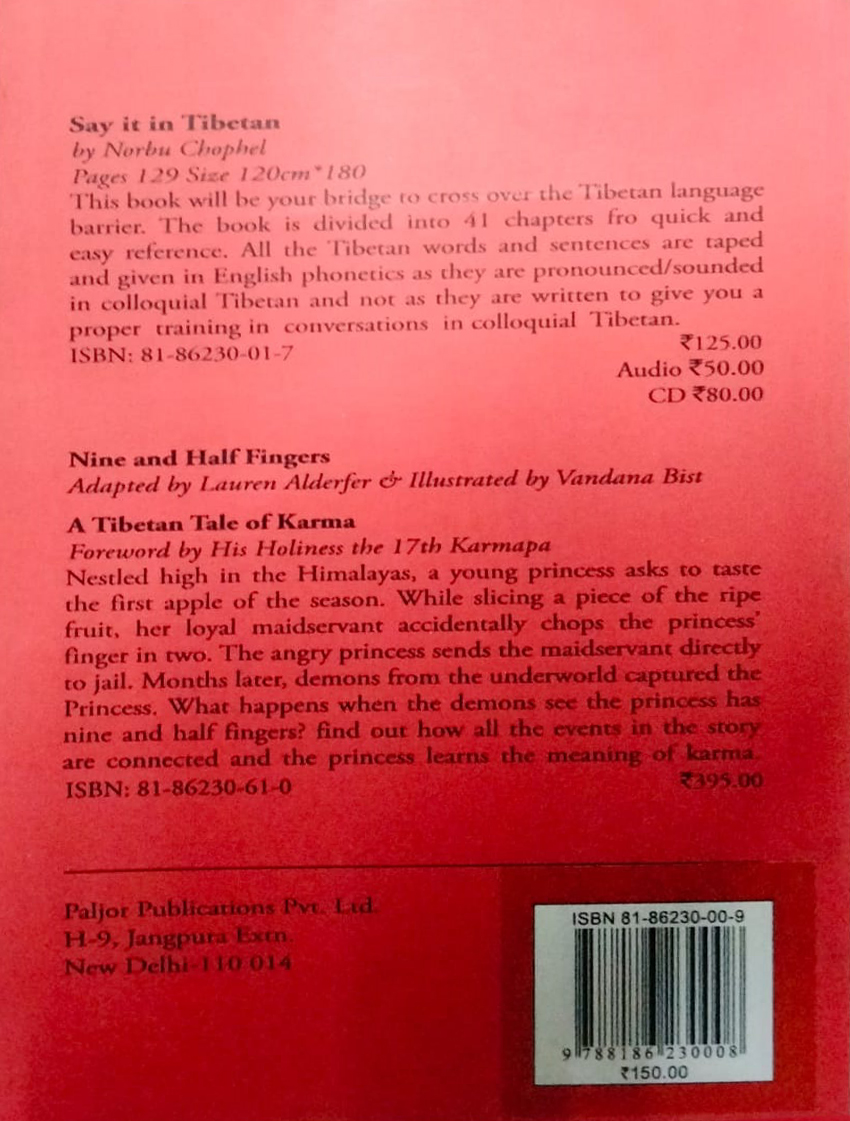 Say it in Tibetan
by Norbu Chophel
Pages 129 Size 120cm*180
This book will be your bridge to cross over the Tibetan language
barrier. The book is divided into 41 chapters fro quick and
easy reference. All the Tibetan words and sentences are taped
and given in English phonetics as they are pronounced/sounded
in colloquial Tibetan and not as they are written to give you a
proper training in conversations in colloquial Tibetan.
ISBN: 81-86230-01-7
₹125.00
Audio ₹50.00
CD ₹80.00
Nine and Half Fingers
Adapted by Lauren Alderfer & Illustrated by Vandana Bist
A Tibetan Tale of Karma
Foreword by His Holiness the 17th Karmapa
Nestled high in the Himalayas, a young princess asks to taste
the first apple of the season. While slicing a piece of the ripe
fruit, her loyal maidservant accidentally chops the princess'
finger in two. The angry princess sends the maidservant directly
to jail. Months later, demons from the underworld captured the
Princess. What happens when the demons see the princess has
nine and half fingers? find out how all the events in the story
are connected and the princess learns the meaning of karma.
ISBN: 81-86230-61-0
₹395.00
Paljor Publications Pvt. Ltd.
H-9, Jangpura Extn.
New Delhi-110 014
ISBN 81-86230-00-9
9 788186 230008
₹150.00